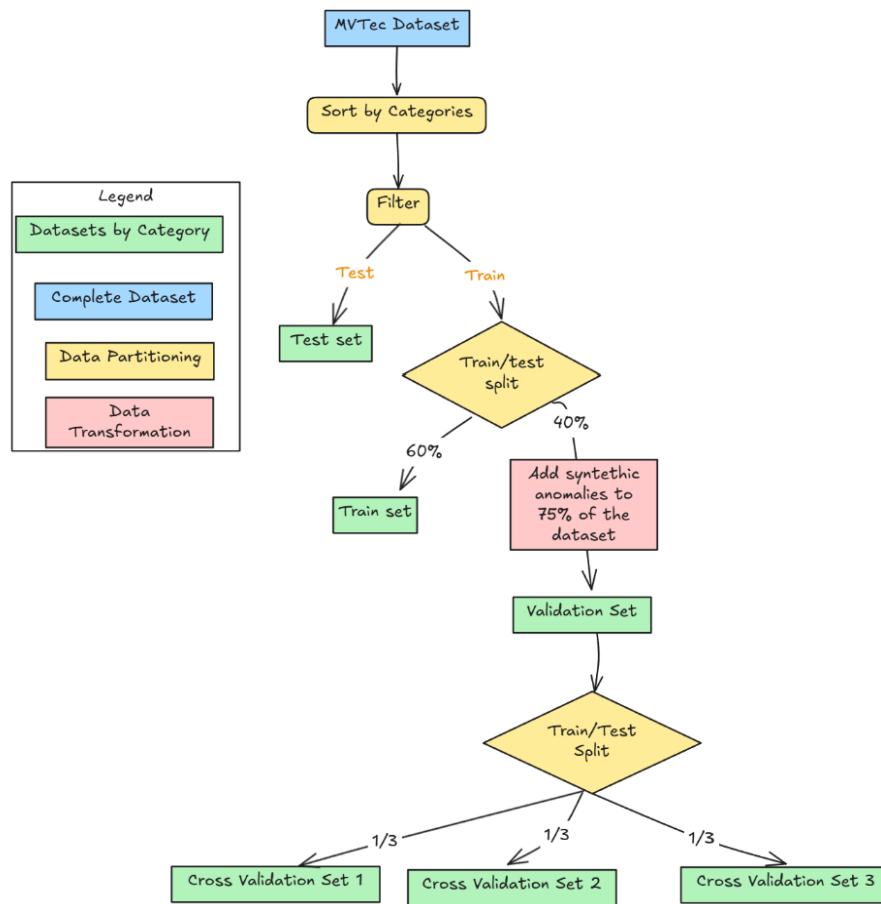 MVTec Dataset
Sort by Categories
Filter
Legend
Datasets by Category
Complete Dataset
Data Partitioning
Data
Transformation
Test
Train
Test set
Train/test
split
60%
40%
Train set
Add syntethic
anomalies to
75% of the
dataset
Validation Set
Train/Test
Split
1/3
1/3
1/3
Cross Validation Set 1
Cross Validation Set 2
Cross Validation Set 3